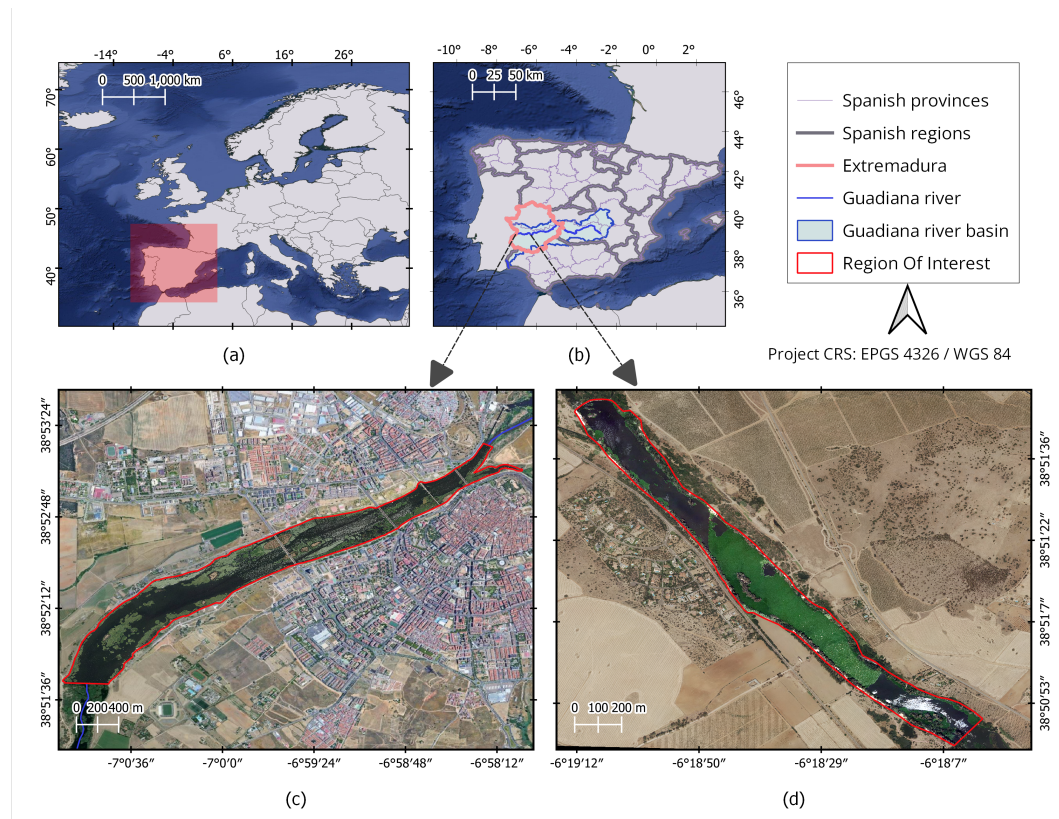 -14° -4° 6° 16° 26°
0 500 1,000 km
70°
60°
50°
40°
(a)
-10° -8° -6° -4° -2° 0° 2°
0 25 50 km
46°
44°
42°
40°
38°
36°
(b)
Spanish provinces
Spanish regions
Extremadura
Guadiana river
Guadiana river basin
Region Of Interest
Project CRS: EPGS 4326 / WGS 84
38°53'24"
38°52'48"
38°52'12"
38°51'36"
0 200400 m
-7°0'36" -7°0'0" -6°59'24" -6°58'48" -6°58'12"
(c)
38°51'36"
38°51'22"
38°51'7"
38°50'53"
0 100 200 m
-6°19'12" -6°18'50" -6°18'29" -6°18'7"
(d)